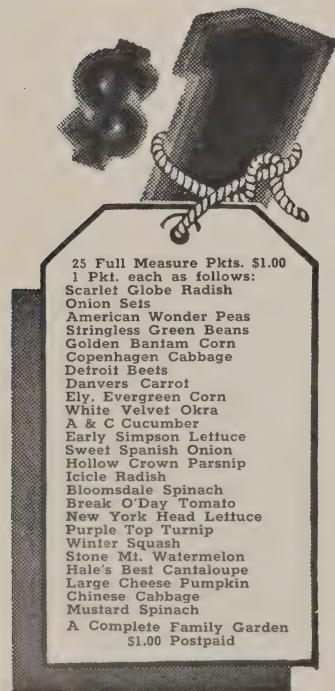 $1
25 Full Measure Pkts. $1.00
1 Pkt. each as follows:
Scarlet Globe Radish
Onion Sets
American Wonder Peas
Stringless Green Beans
Golden Bantam Corn
Copenhagen Cabbage
Detroit Beets
Danvers Carrot
Ely. Evergreen Corn
White Velvet Okra
A & C Cucumber
Early Simpson Lettuce
Sweet Spanish Onion
Hollow Crown Parsnip
Icicle Radish
Bloomsdale Spinach
Break O'Day Tomato
New York Head Lettuce
Purple Top Turnip
Winter Squash
Stone Mt. Watermelon
Hale's Best Cantaloupe
Large Cheese Pumpkin
Chinese Cabbage
Mustard Spinach
A Complete Family Garden
$1.00 Postpaid